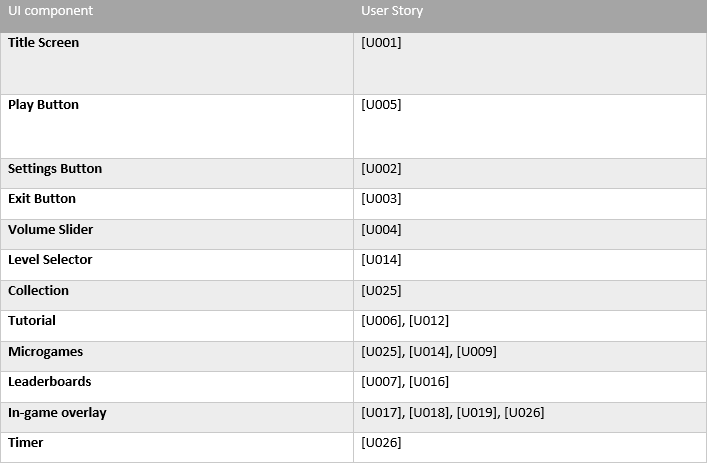 UI component User Story
Title Screen [U001]
Play Button [U005]
Settings Button [U002]
Exit Button [U003]
Volume Slider [U004]
Level Selector [U014]
Collection [U025]
Tutorial [U006], [U012]
Microgames [U025], [U014], [U009]
Leaderboards [U007], [U016]
In-game overlay [U017], [U018], [U019], [U026]
Timer [U026]